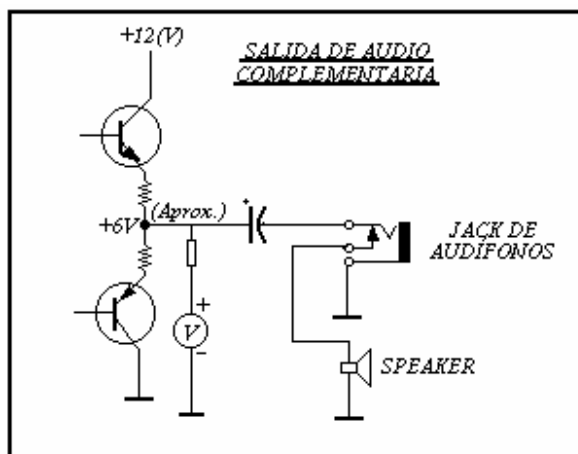 +12(V)
SALIDA DE AUDIO
COMPLEMENTARIA
+6V (Aprox.)
+
JACK DE
AUDÍFONOS
+
V
-
SPEAKER